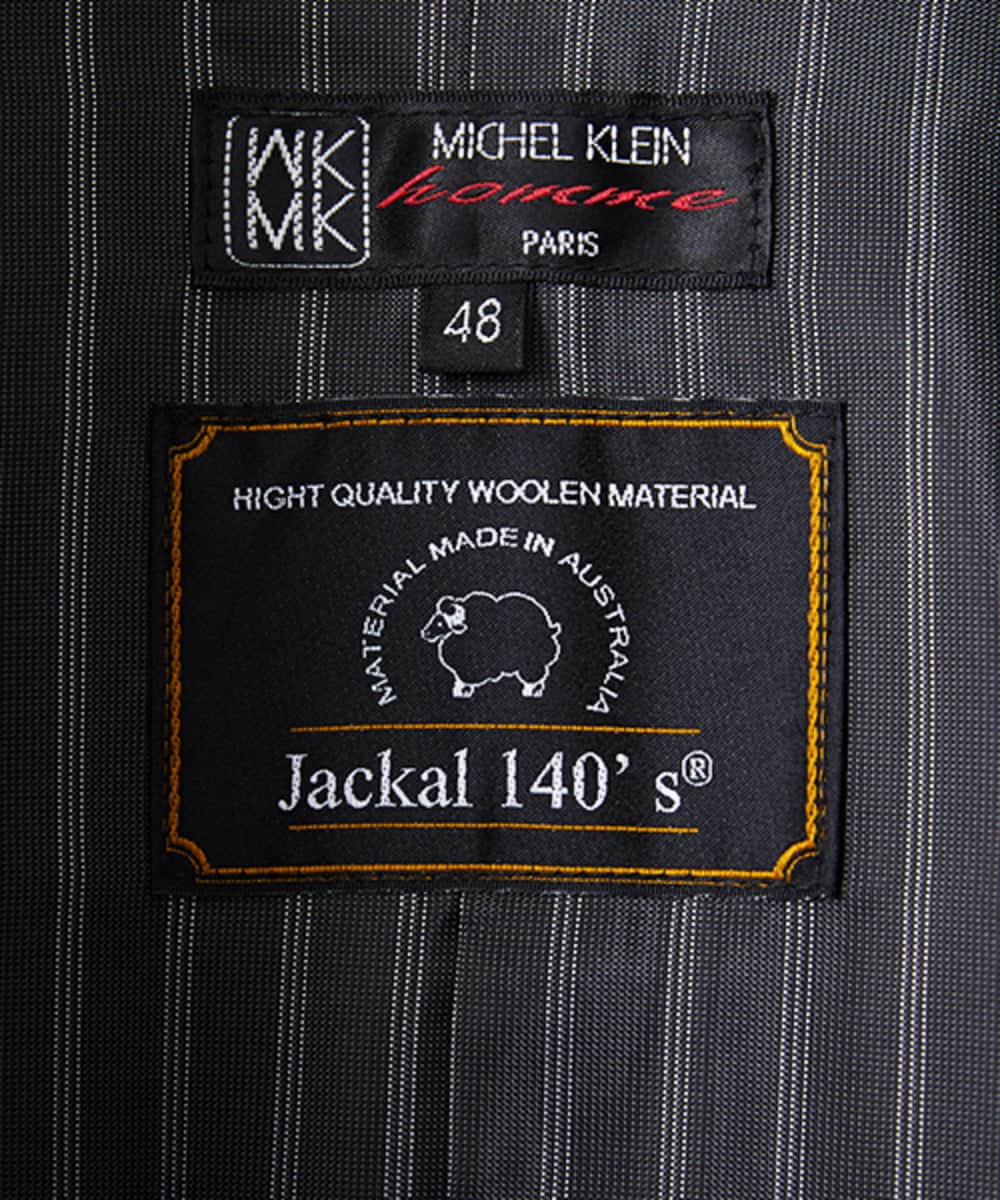 MK
MK
MICHEL KLEIN
homme
PARIS
48
HIGHT QUALITY WOOLEN MATERIAL
MATERIAL MADE IN AUSTRALIA
Jackal 140's®